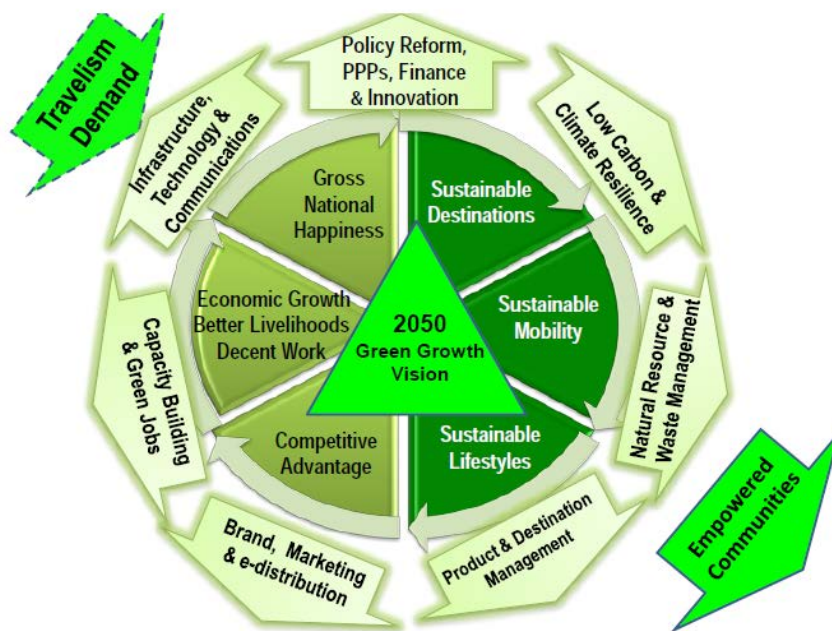 Travelism
Demand
Policy Reform,
PPPs, Finance
& Innovation
Infrastructure,
Technology &
Communications
Low Carbon &
Climate Resilience
Gross
National
Happiness
Sustainable
Destinations
Economic Growth
Better Livelihoods
Decent Work
2050
Green Growth
Vision
Sustainable
Mobility
Capacity Building
& Green Jobs
Natural Resource &
Waste Management
Competitive
Advantage
Sustainable
Lifestyles
Brand, Marketing
& e-distribution
Product & Destination
Management
Empowered
Communities